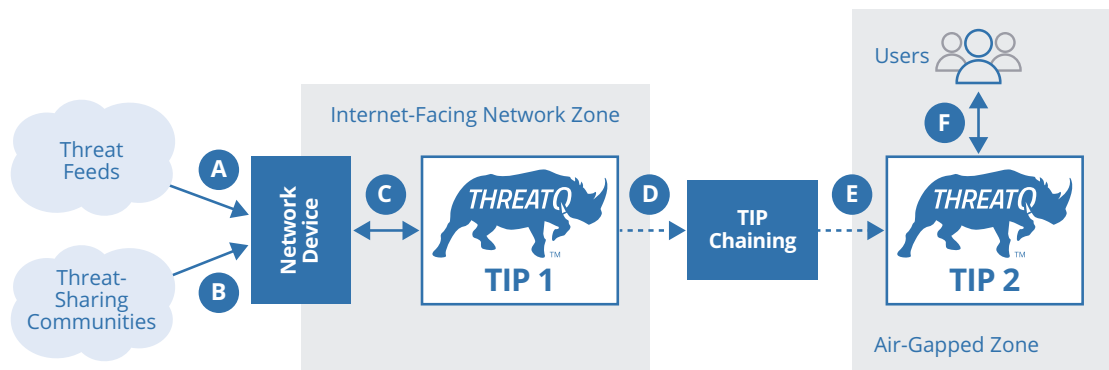 Threat
Feeds
A
Threat-
Sharing
Communities
B
Network
Device
Internet-Facing Network Zone
C
THREATQ
TM
TIP 1
D
TIP
Chaining
E
Users
F
THREATQ
TM
TIP 2
Air-Gapped Zone